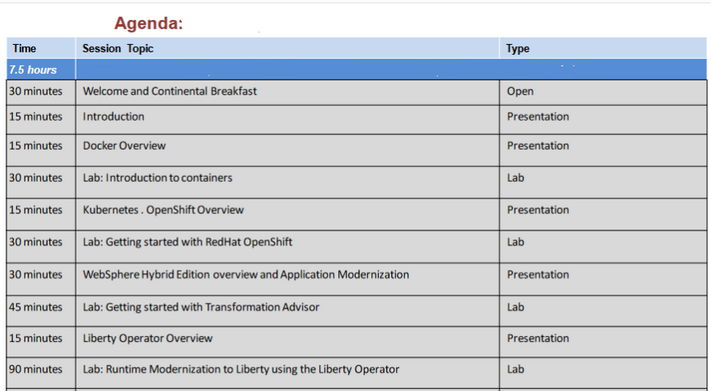 Agenda:
Time Session Topic Type
7.5 hours
30 minutes Welcome and Continental Breakfast Open
15 minutes Introduction Presentation
15 minutes Docker Overview Presentation
30 minutes Lab: Introduction to containers Lab
15 minutes Kubernetes . OpenShift Overview Presentation
30 minutes Lab: Getting started with RedHat OpenShift Lab
30 minutes WebSphere Hybrid Edition overview and Application Modernization Presentation
45 minutes Lab: Getting started with Transformation Advisor Lab
15 minutes Liberty Operator Overview Presentation
90 minutes Lab: Runtime Modernization to Liberty using the Liberty Operator Lab